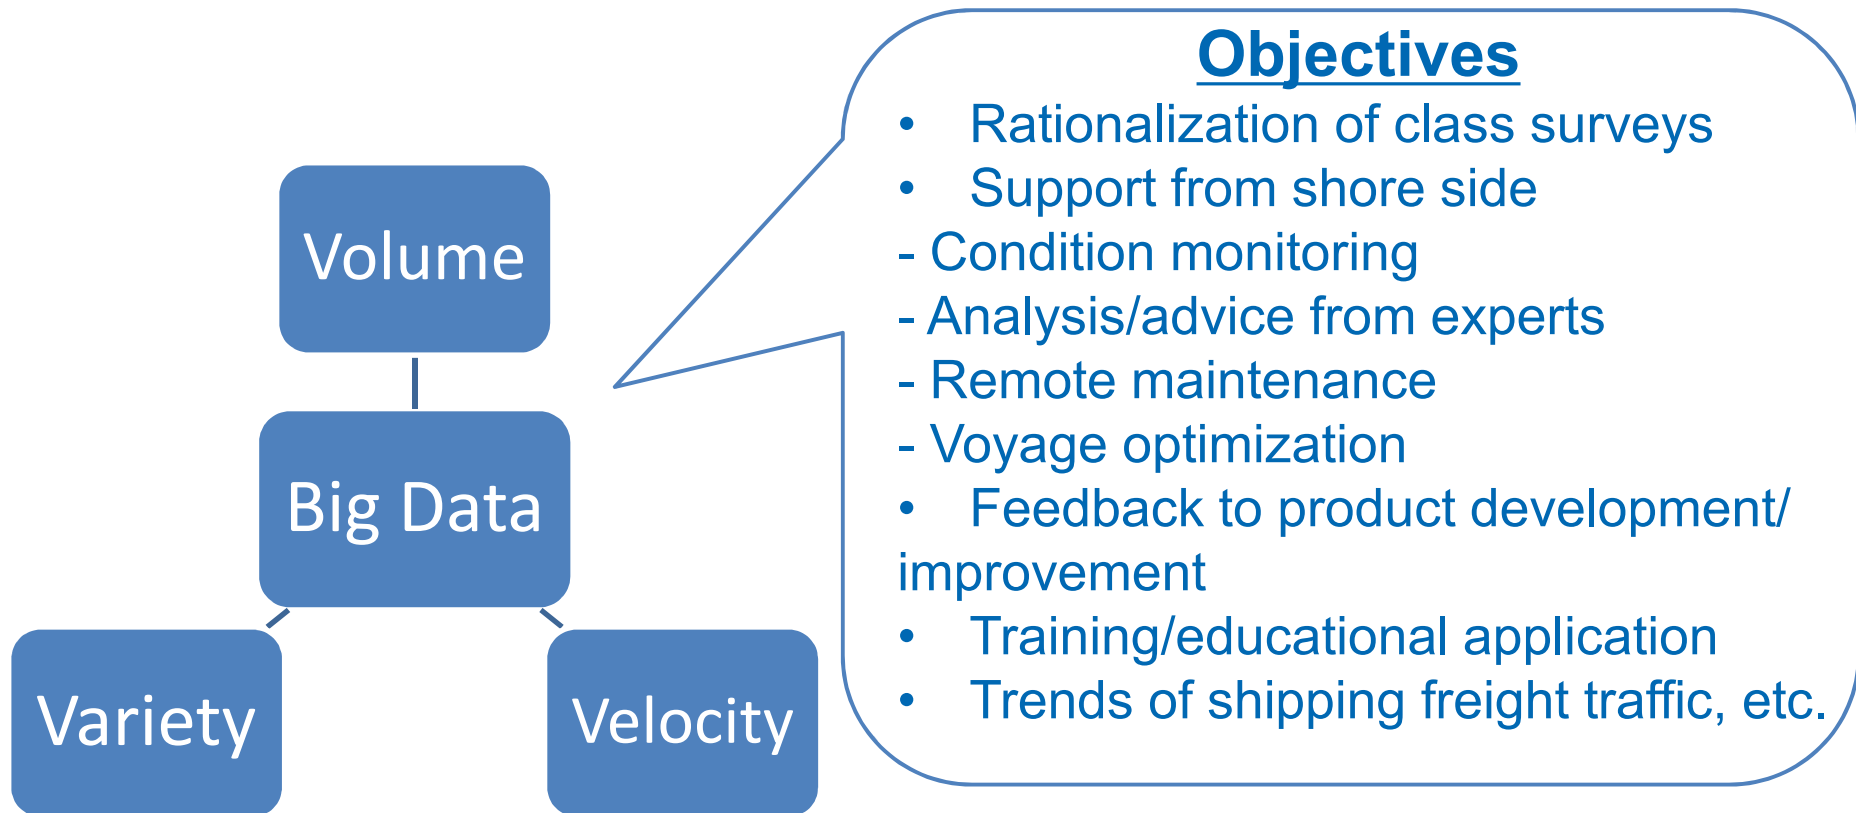 Volume
Big Data
Variety
Velocity
Objectives
• Rationalization of class surveys
• Support from shore side
- Condition monitoring
- Analysis/advice from experts
- Remote maintenance
- Voyage optimization
• Feedback to product development/
improvement
• Training/educational application
• Trends of shipping freight traffic, etc.